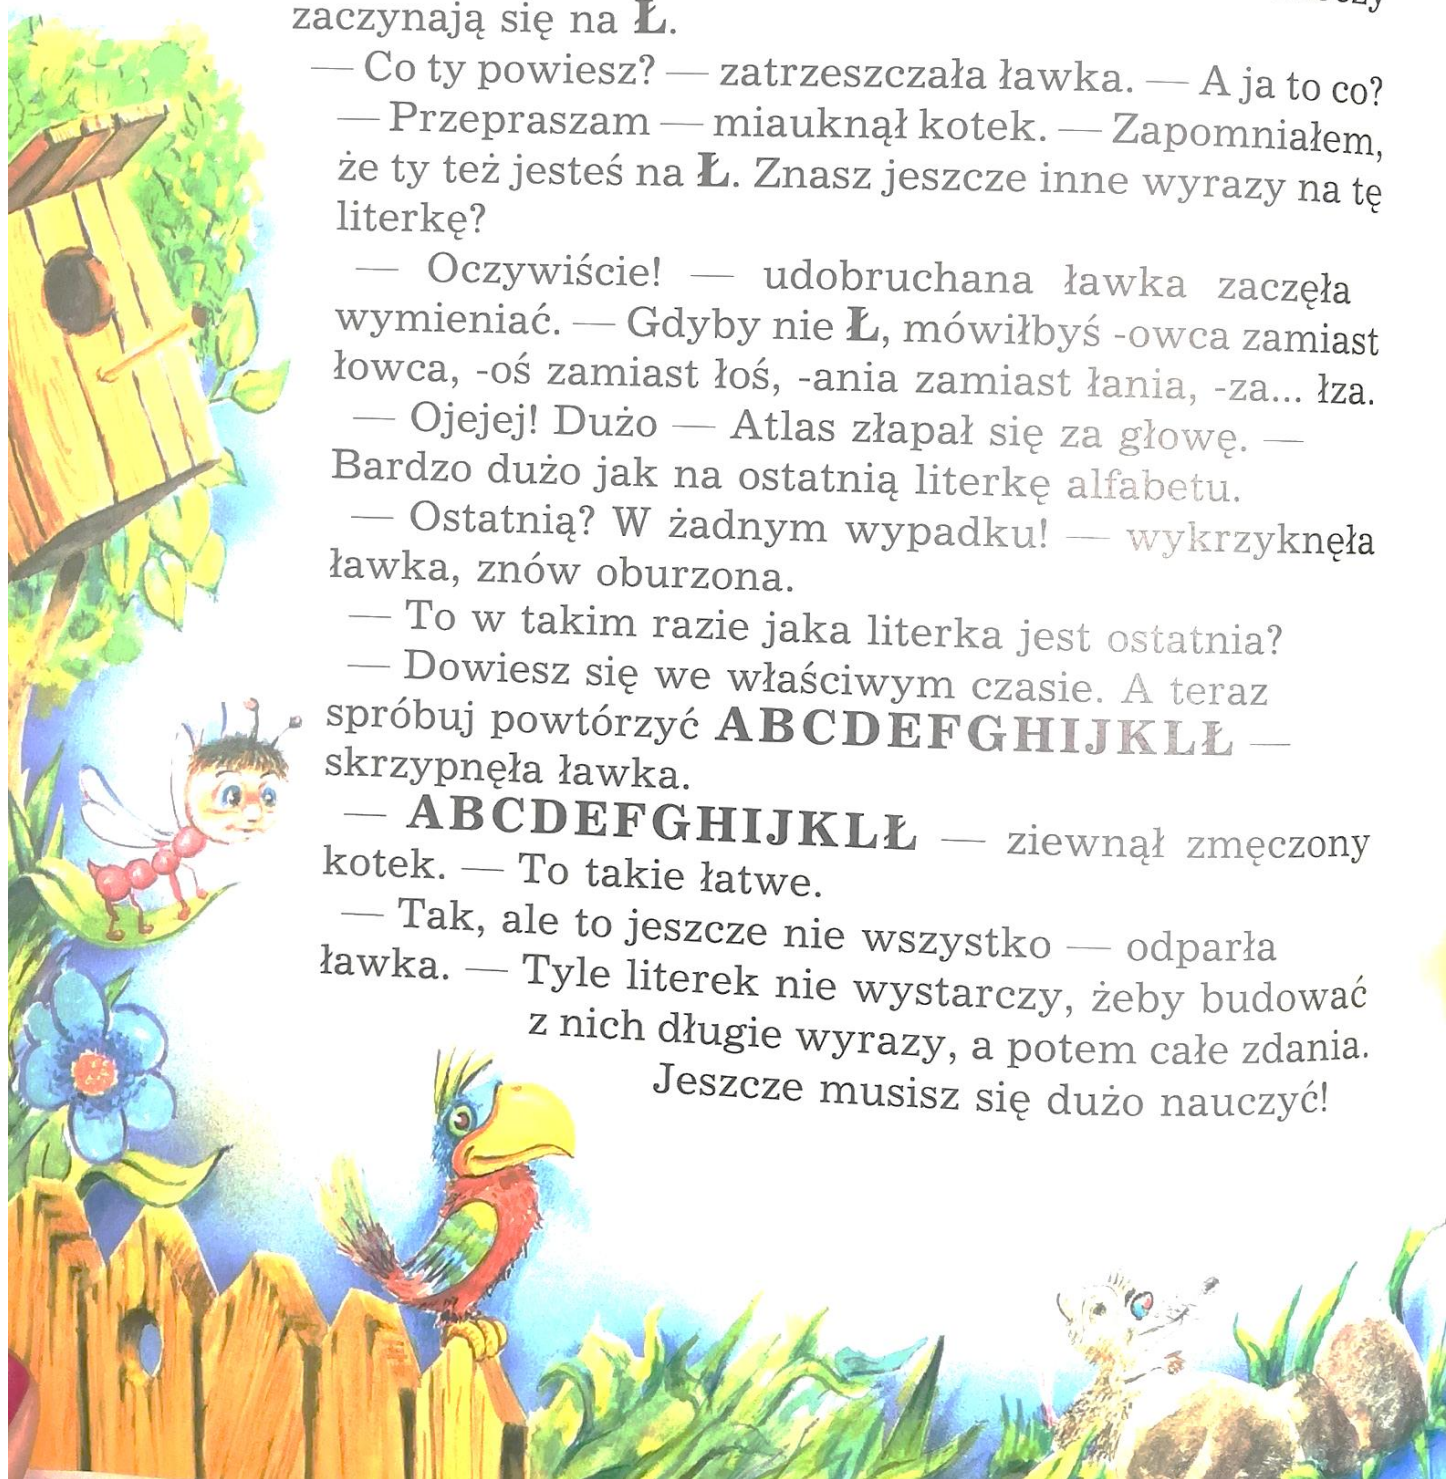 zaczynają się na Ł.
— Co ty powiesz? — zatrzeszczała ławka. — A ja to co?
— Przepraszam — miauknął kotek. — Zapomniałem,
że ty też jesteś na Ł. Znasz jeszcze inne wyrazy na tę
literkę?
— Oczywiście! — udobruchana ławka zaczęła
wymieniać. — Gdyby nie Ł, mówiłbyś -owca zamiast
łowca, -oś zamiast łoś, -ania zamiast łania, -za... łza.
— Ojejej! Dużo — Atlas złapał się za głowę. —
Bardzo dużo jak na ostatnią literkę alfabetu.
— Ostatnią? W żadnym wypadku! — wykrzyknęła
ławka, znów oburzona.
— To w takim razie jaka literka jest ostatnia?
— Dowiesz się we właściwym czasie. A teraz
spróbuj powtórzyć ABCDEFGHIJKLŁ —
skrzypnęła ławka.
— ABCDEFGHIJKLŁ — ziewnął zmęczony
kotek. — To takie łatwe.
— Tak, ale to jeszcze nie wszystko — odparła
ławka. — Tyle literek nie wystarczy, żeby budować
z nich długie wyrazy, a potem całe zdania.
Jeszcze musisz się dużo nauczyć!